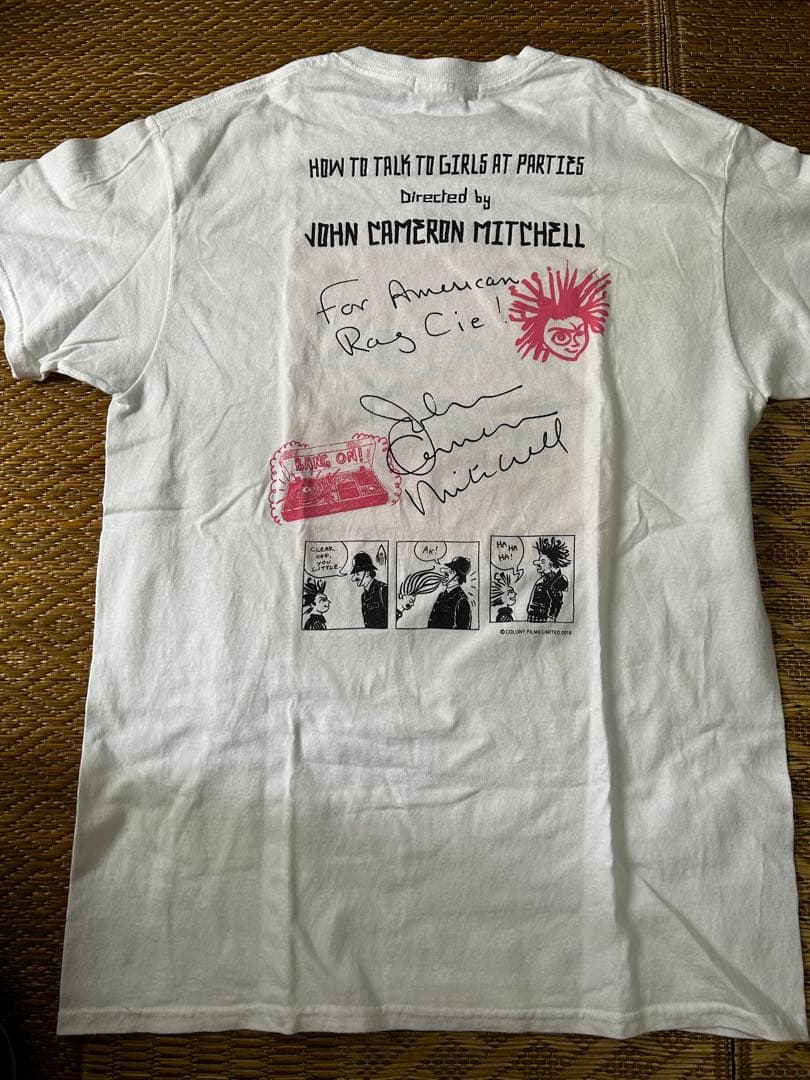 HOW TO TALK TO GIRLS AT PARTIES
Directed by
JOHN CAMERON MITCHELL
For American
Rag Cie!
John
Cameron
Mitchell
BANG ON!
CLEAR
OFF,
YOU
LITTLE
AK!
HA HA
HA!
© COLONY FILMS LIMITED 2016